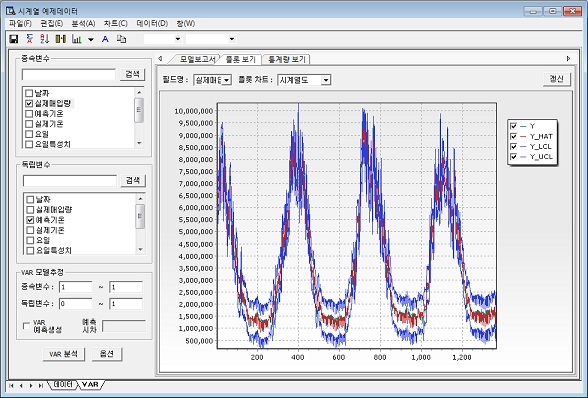 시계열 예제데이터
파일(F) 편집(E) 분석(A) 차트(C) 데이터(D) 창(W)
A
종속변수
검색
날짜
실제매입량
예측기온
실제기온
요일
요일특성치
독립변수
검색
날짜
실제매입량
예측기온
실제기온
요일
요일특성치
VAR 모델추정
종속변수 : 1 ~ 1
독립변수 : 0 ~ 1
VAR 예측생성
예측 시차
VAR 분석 옵션
모델보고서 플롯 보기 통계량 보기
필드명 : 실제매입 플롯 차트 : 시계열도 갱신
10,000,000
9,500,000
9,000,000
8,500,000
8,000,000
7,500,000
7,000,000
6,500,000
6,000,000
5,500,000
5,000,000
4,500,000
4,000,000
3,500,000
3,000,000
2,500,000
2,000,000
1,500,000
1,000,000
500,000
200 400 600 800 1,000 1,200
Y
Y_HAT
Y_LCL
Y_UCL
데이터 VAR